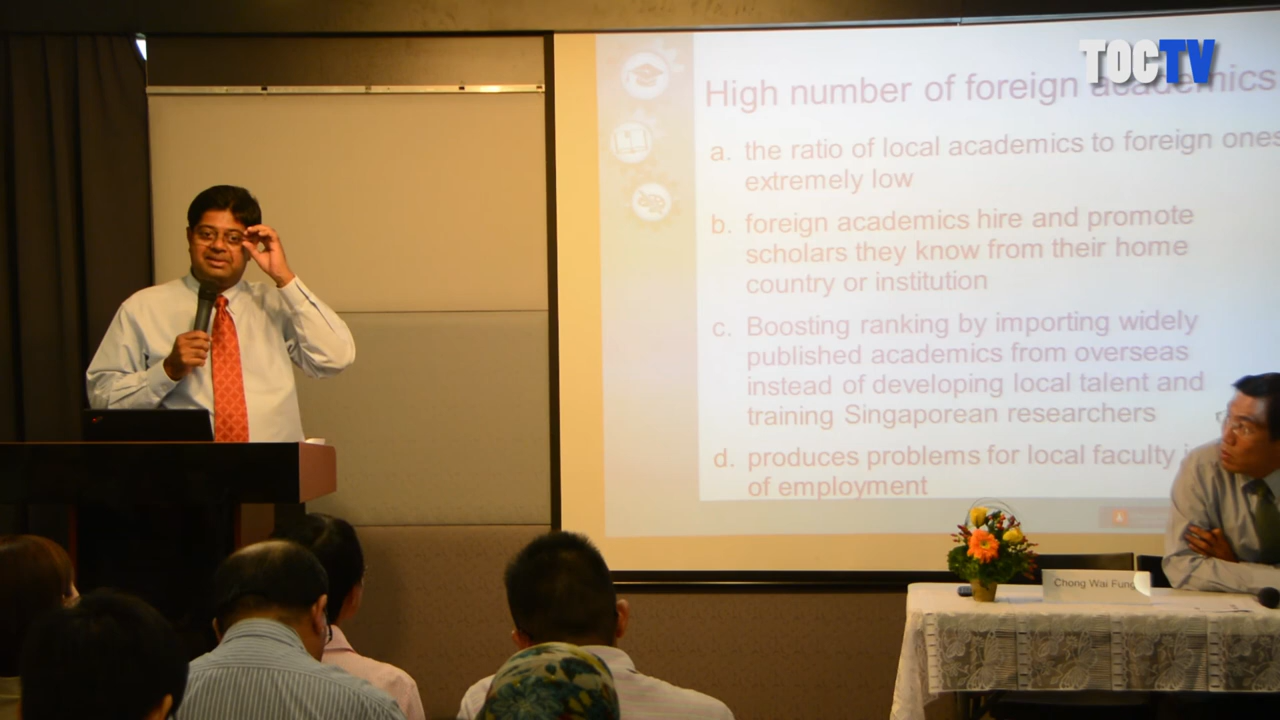 TOCTV
High number of foreign academics
a. the ratio of local academics to foreign ones
extremely low
b. foreign academics hire and promote
scholars they know from their home
country or institution
c. Boosting ranking by importing widely
published academics from overseas
instead of developing local talent and
training Singaporean researchers
d. produces problems for local faculty
of employment
Chong Wai Fung